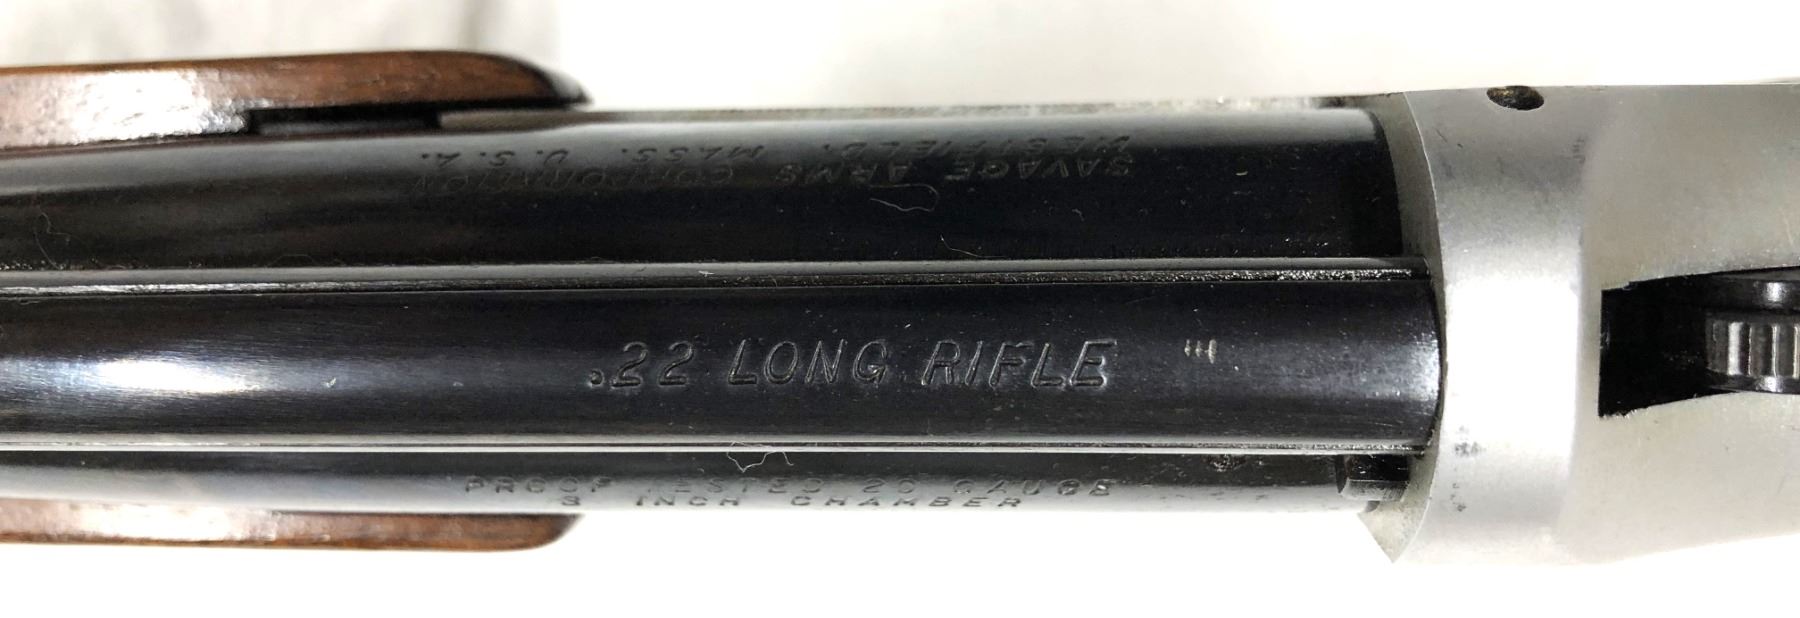 SAVAGE ARMS CORPORATION
WESTFIELD, MASS. U.S.A.
.22 LONG RIFLE
PROOF TESTED 20 GAUGE
3 INCH CHAMBER